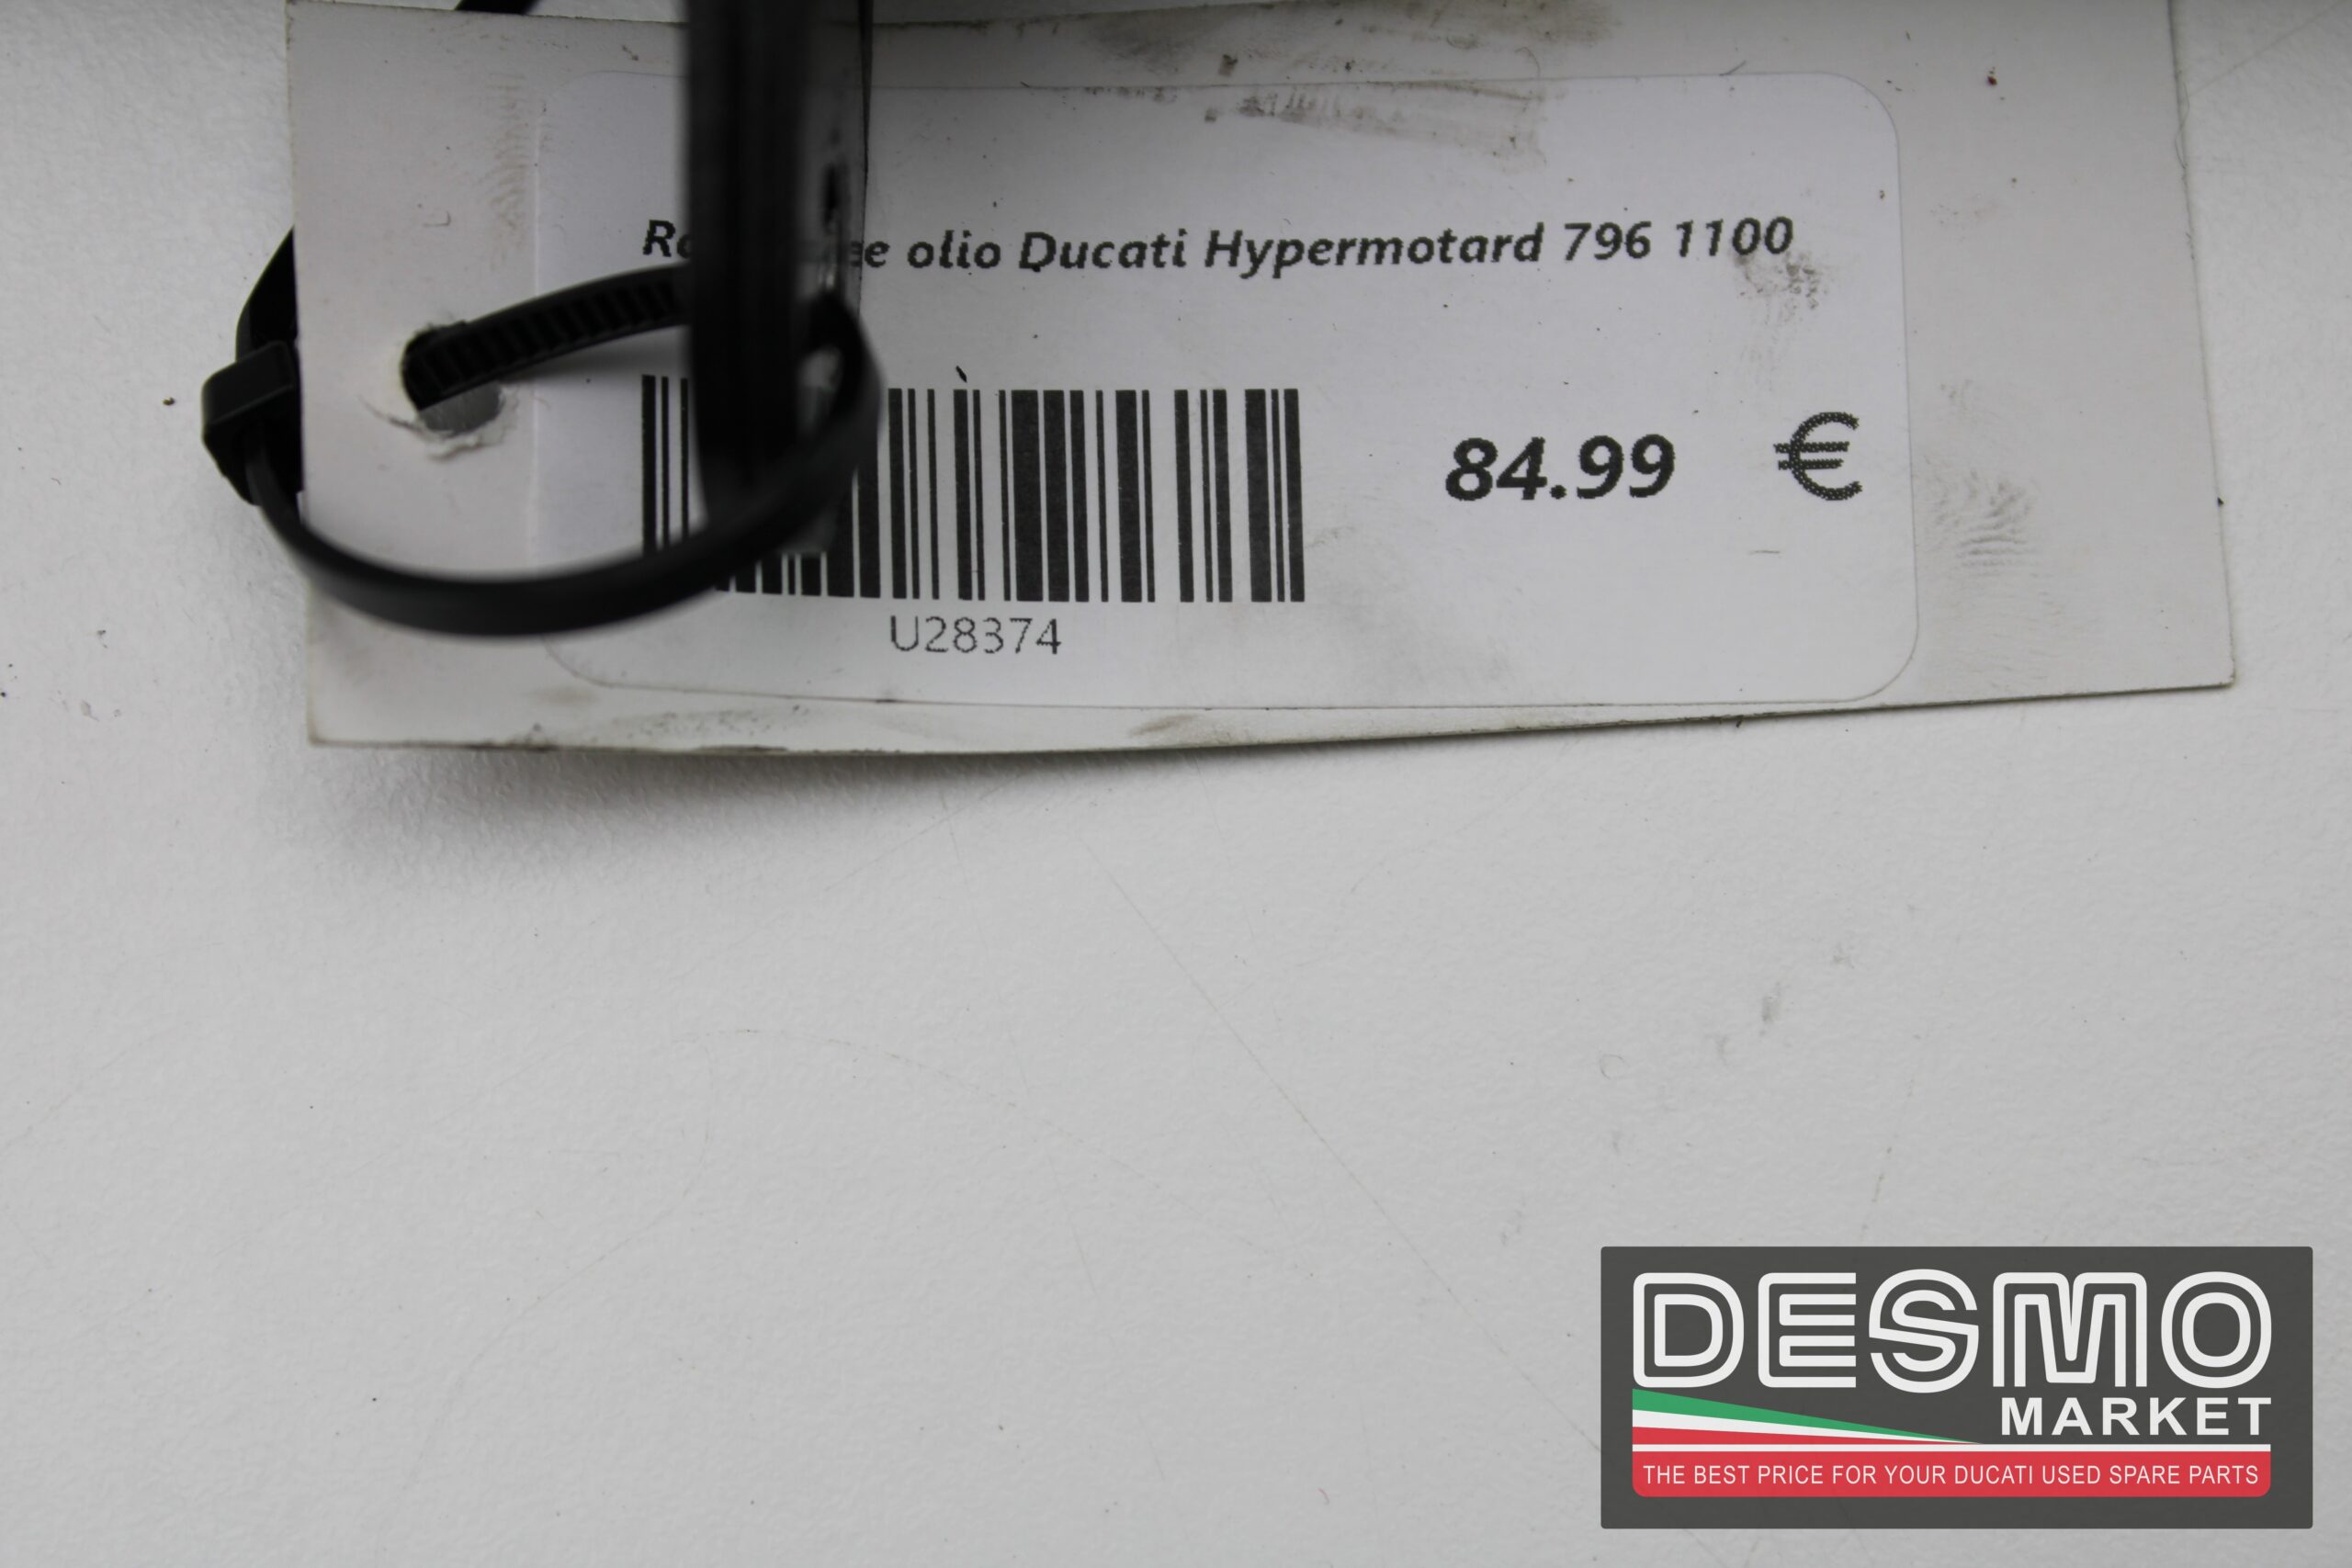 olio Ducati Hypermotard 796 1100
84.99 €
U28374
DESMO
MARKET
THE BEST PRICE FOR YOUR DUCATI USED SPARE PARTS